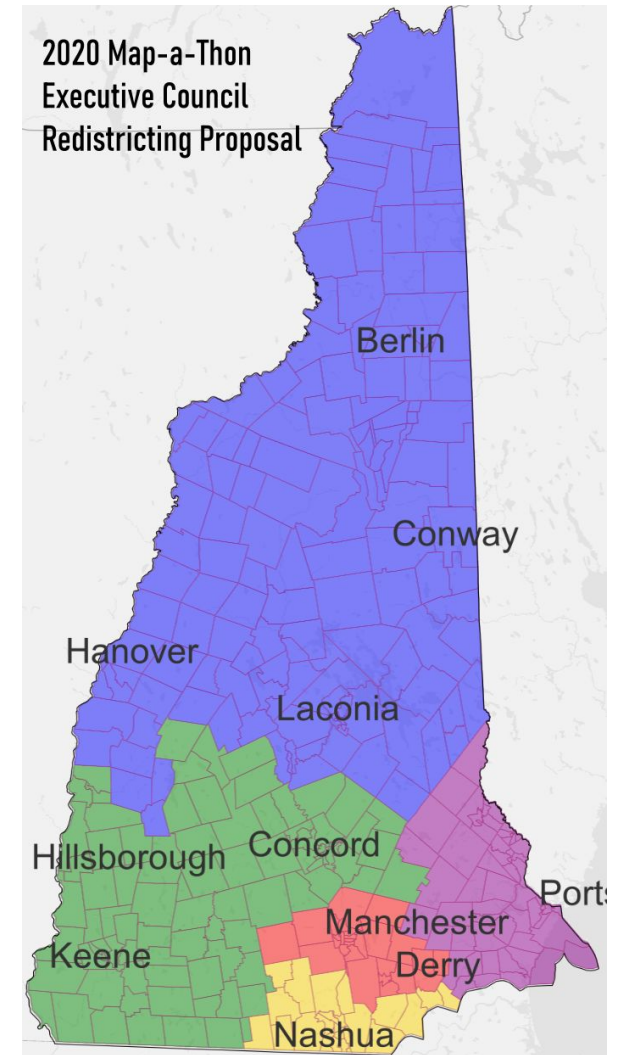 2020 Map-a-Thon
Executive Council
Redistricting Proposal
Berlin
Conway
Hanover
Laconia
Hillsborough
Concord
Ports
Manchester
Keene
Derry
Nashua